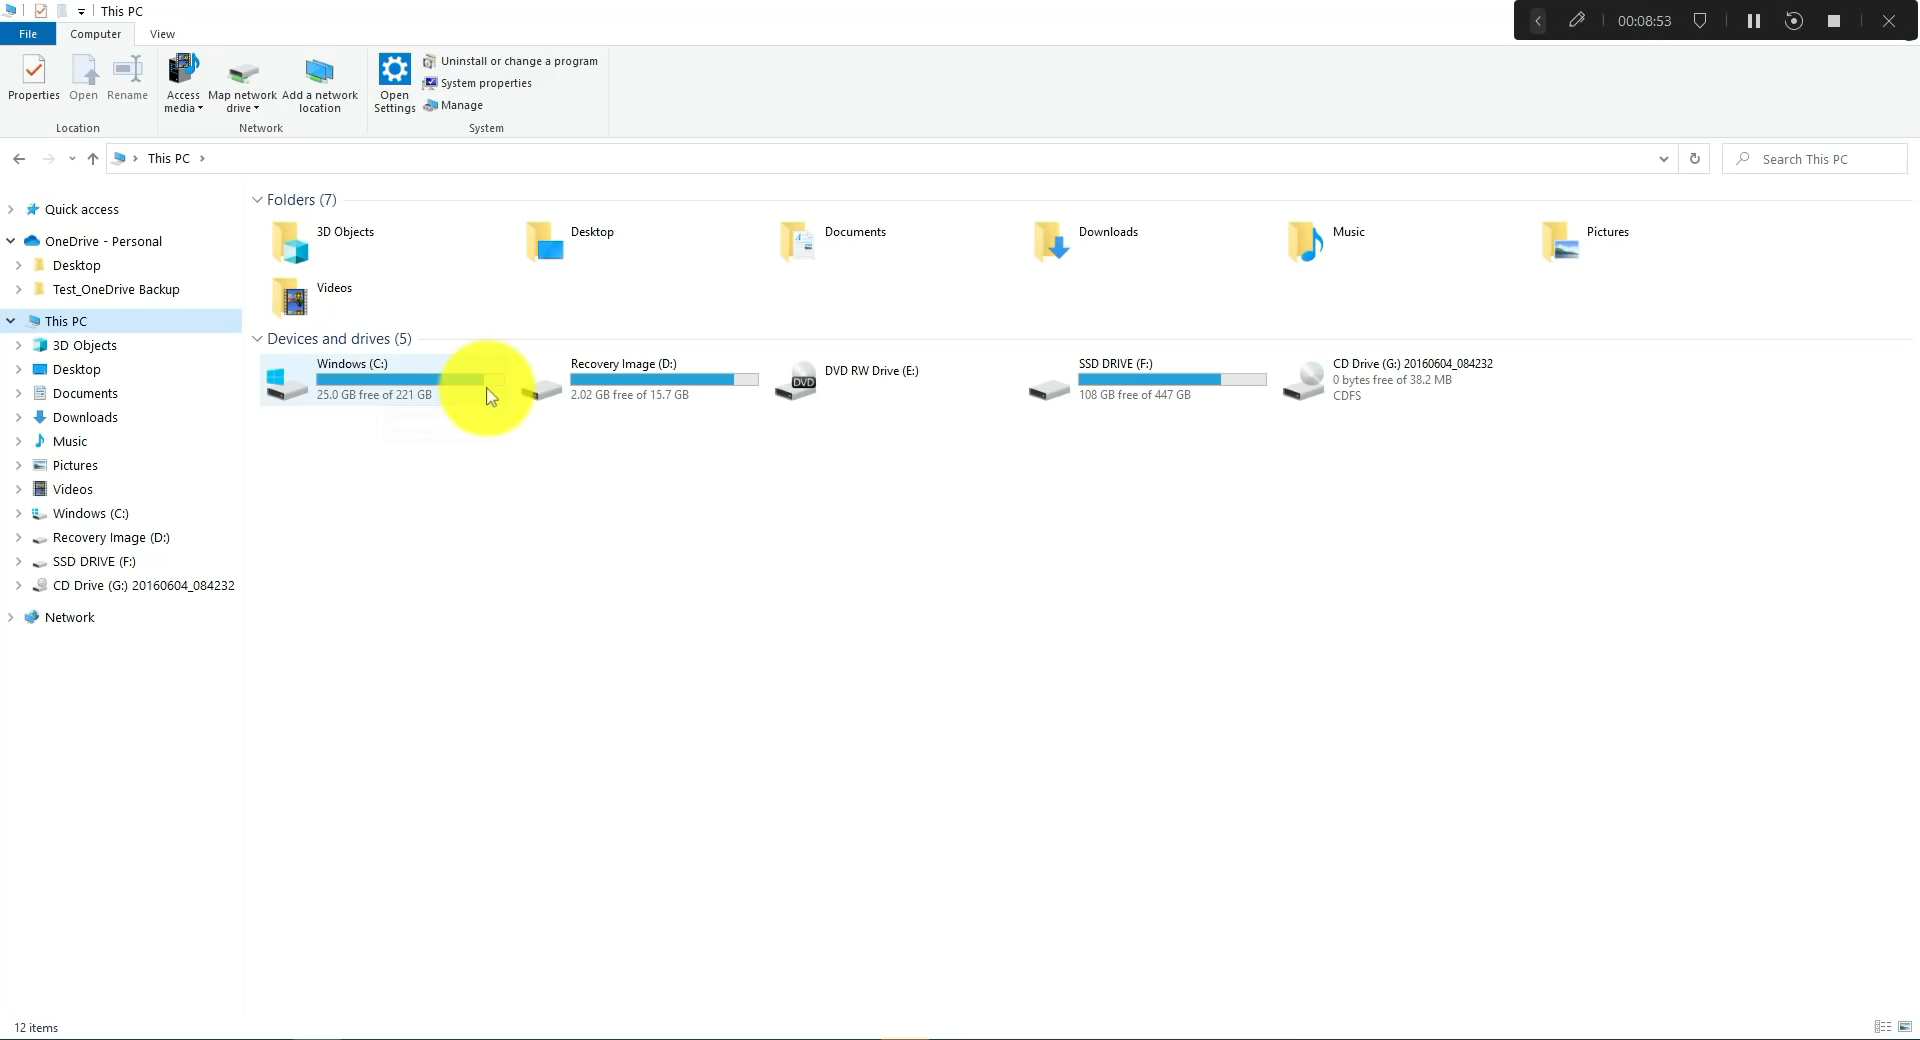 This PC
00:08:53
File Computer View
Properties Open Rename
Access media Map network drive Add a network location
Open Settings
Uninstall or change a program
System properties
Manage
Location Network System
This PC
Search This PC
Quick access
OneDrive - Personal
Desktop
Test_OneDrive Backup
This PC
3D Objects
Desktop
Documents
Downloads
Music
Pictures
Videos
Windows (C:)
Recovery Image (D:)
SSD DRIVE (F:)
CD Drive (G:) 20160604_084232
Network
Folders (7)
3D Objects
Desktop
Documents
Downloads
Music
Pictures
Videos
Devices and drives (5)
Windows (C:)
25.0 GB free of 221 GB
Recovery Image (D:)
2.02 GB free of 15.7 GB
DVD
DVD RW Drive (E:)
SSD DRIVE (F:)
108 GB free of 447 GB
CD Drive (G:) 20160604_084232
0 bytes free of 38.2 MB
CDFS
12 items